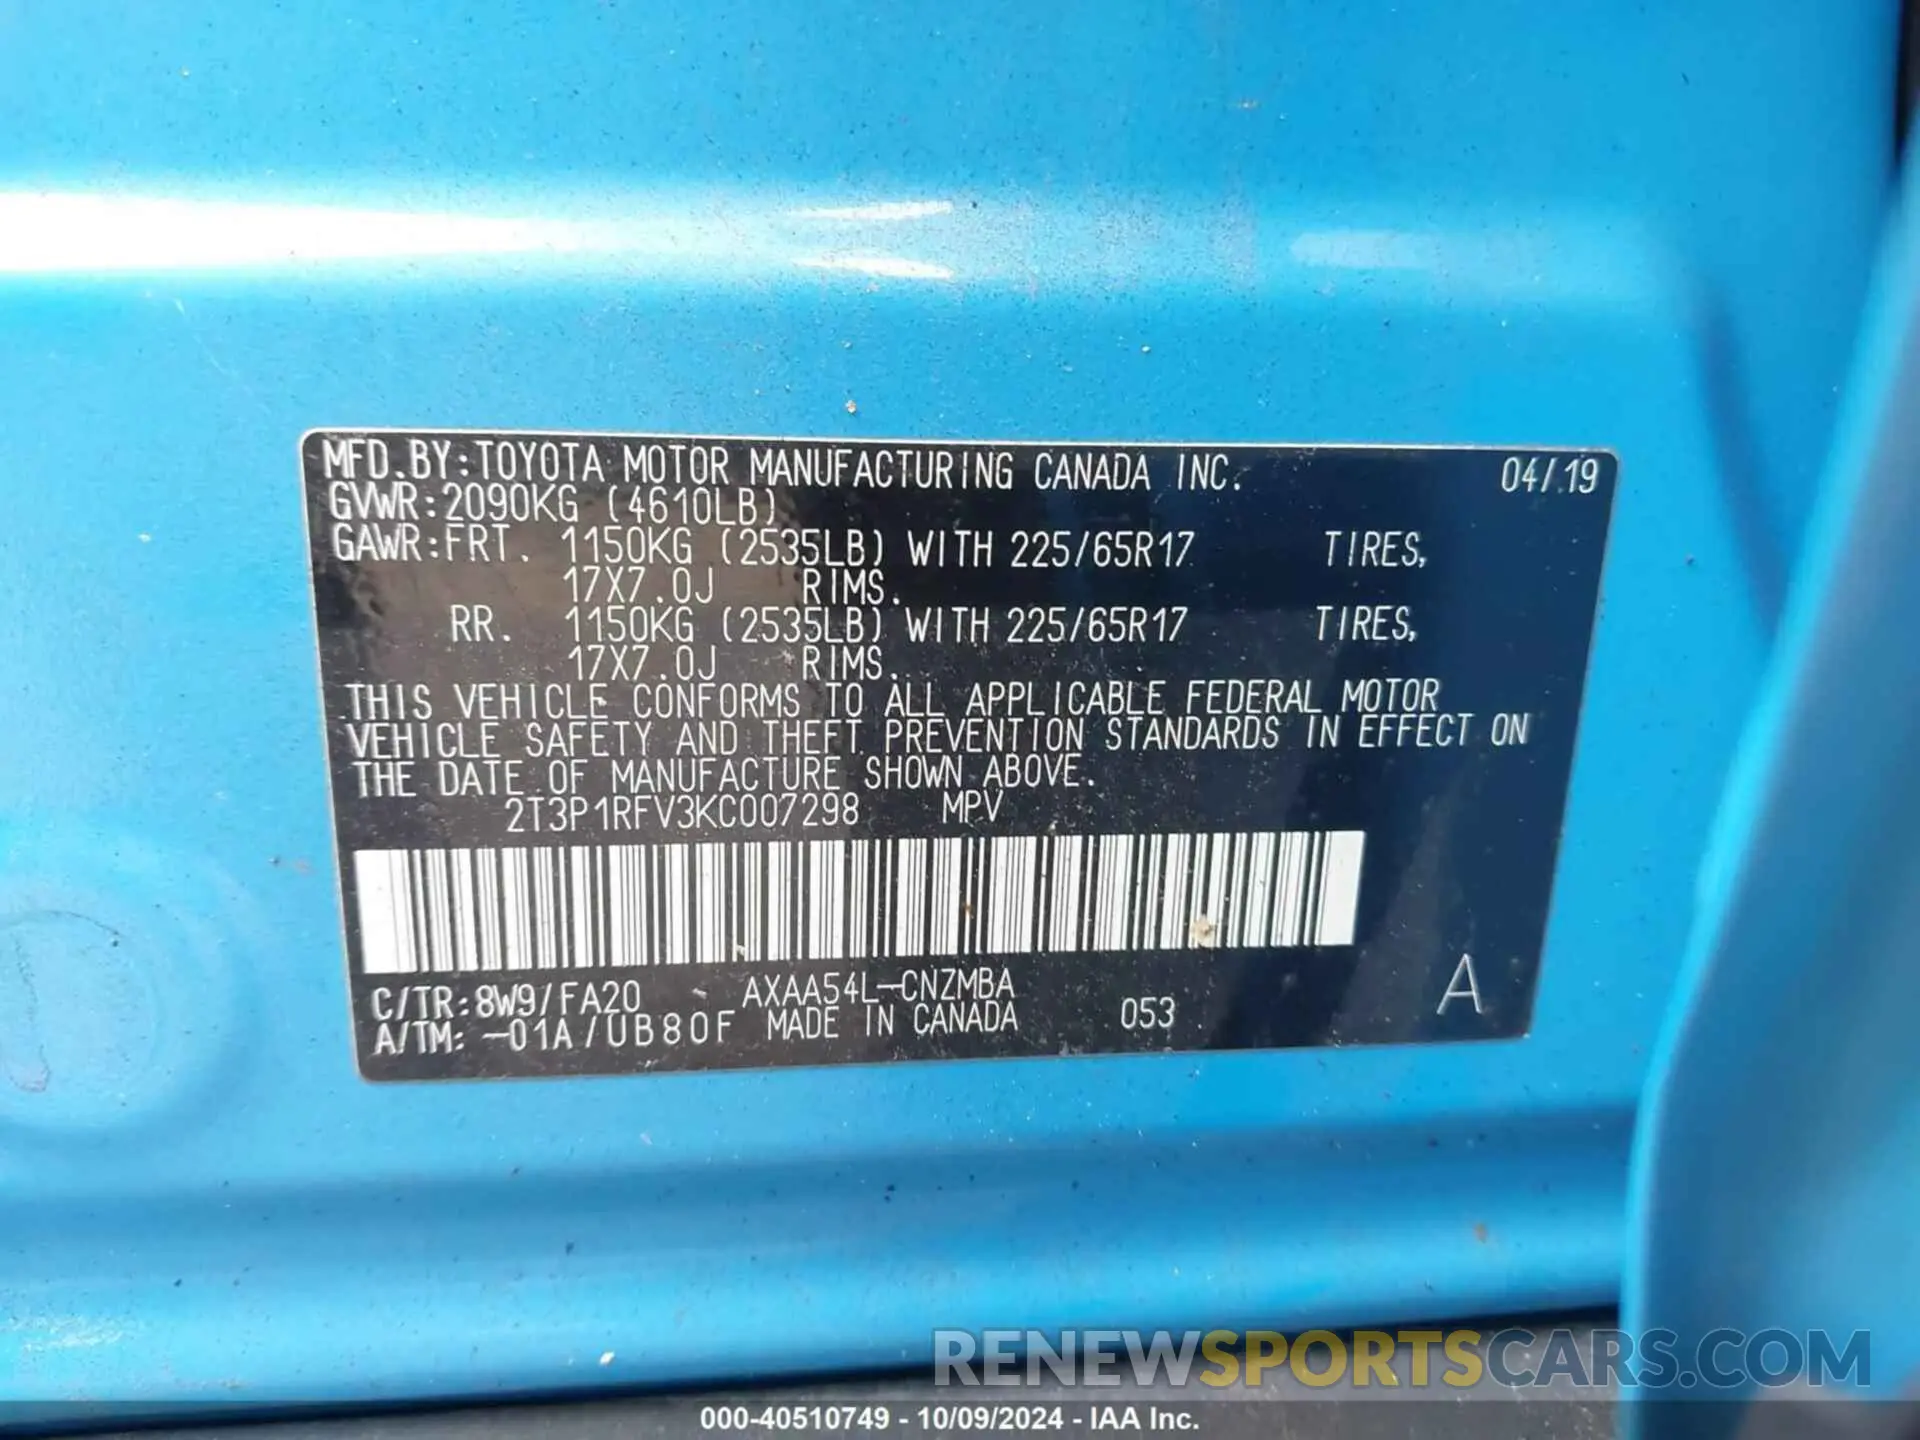 MFD.BY:TOYOTA MOTOR MANUFACTURING CANADA INC. 04/19
GVWR:2090KG (4610LB)
GAWR:FRT. 1150KG (2535LB) WITH 225/65R17 TIRES,
17X7.0J RIMS.
RR. 1150KG (2535LB) WITH 225/65R17 TIRES,
17X7.0J RIMS.
THIS VEHICLE CONFORMS TO ALL APPLICABLE FEDERAL MOTOR
VEHICLE SAFETY AND THEFT PREVENTION STANDARDS IN EFFECT ON
THE DATE OF MANUFACTURE SHOWN ABOVE.
2T3P1RFV3KC007298 MPV
C/TR:8W9/FA20 AXAA54L-CNZMBA
A/TM:-01A/UB80F MADE IN CANADA 053 A
RENEWSPORTSCARS.COM
000-40510749 - 10/09/2024 - IAA Inc.